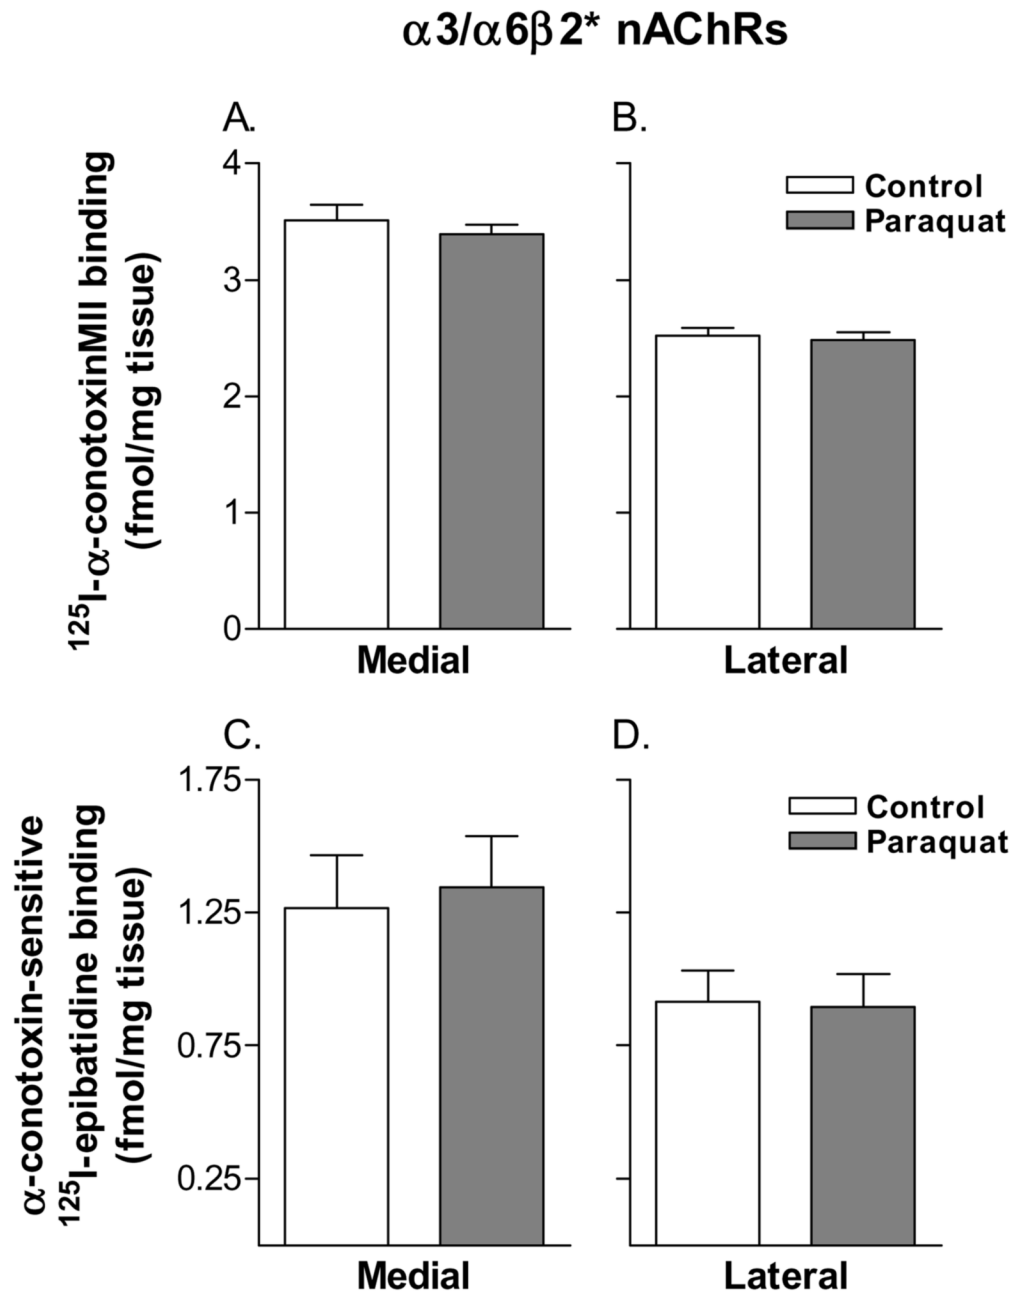 α3/α6β2* nAChRs
A.
B.
¹²⁵I-α-conotoxinMII binding
(fmol/mg tissue)
4
3
2
1
0
Control
Paraquat
Medial
Lateral
C.
D.
α-conotoxin-sensitive
¹²⁵I-epibatidine binding
(fmol/mg tissue)
1.75
1.25
0.75
0.25
Control
Paraquat
Medial
Lateral